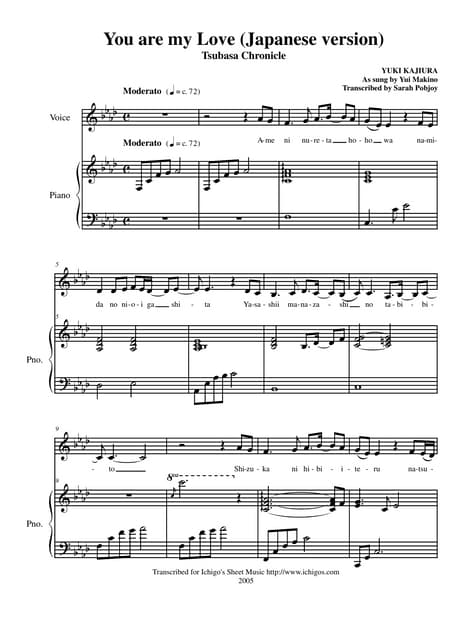 You are my Love (Japanese version)
Tsubasa Chronicle
YUKI KAJIURA
As sung by Yui Makino
Transcribed by Sarah Pobjoy
Moderato (♩ = c. 72)
Voice
A-me ni nu-re-ta ho-ho wa na-mi-
Moderato (♩ = c. 72)
Piano
5
da no ni-o-i ga shi-ta Ya-sa-shii ma-na-za-shi no ta-bi-bi-
5
Pno.
9
to Shi-zu-ka ni hi-bi-i-te-ru na-tsu-
9
8va
Pno.
Transcribed for Ichigo's Sheet Music http://www.ichigos.com
2005